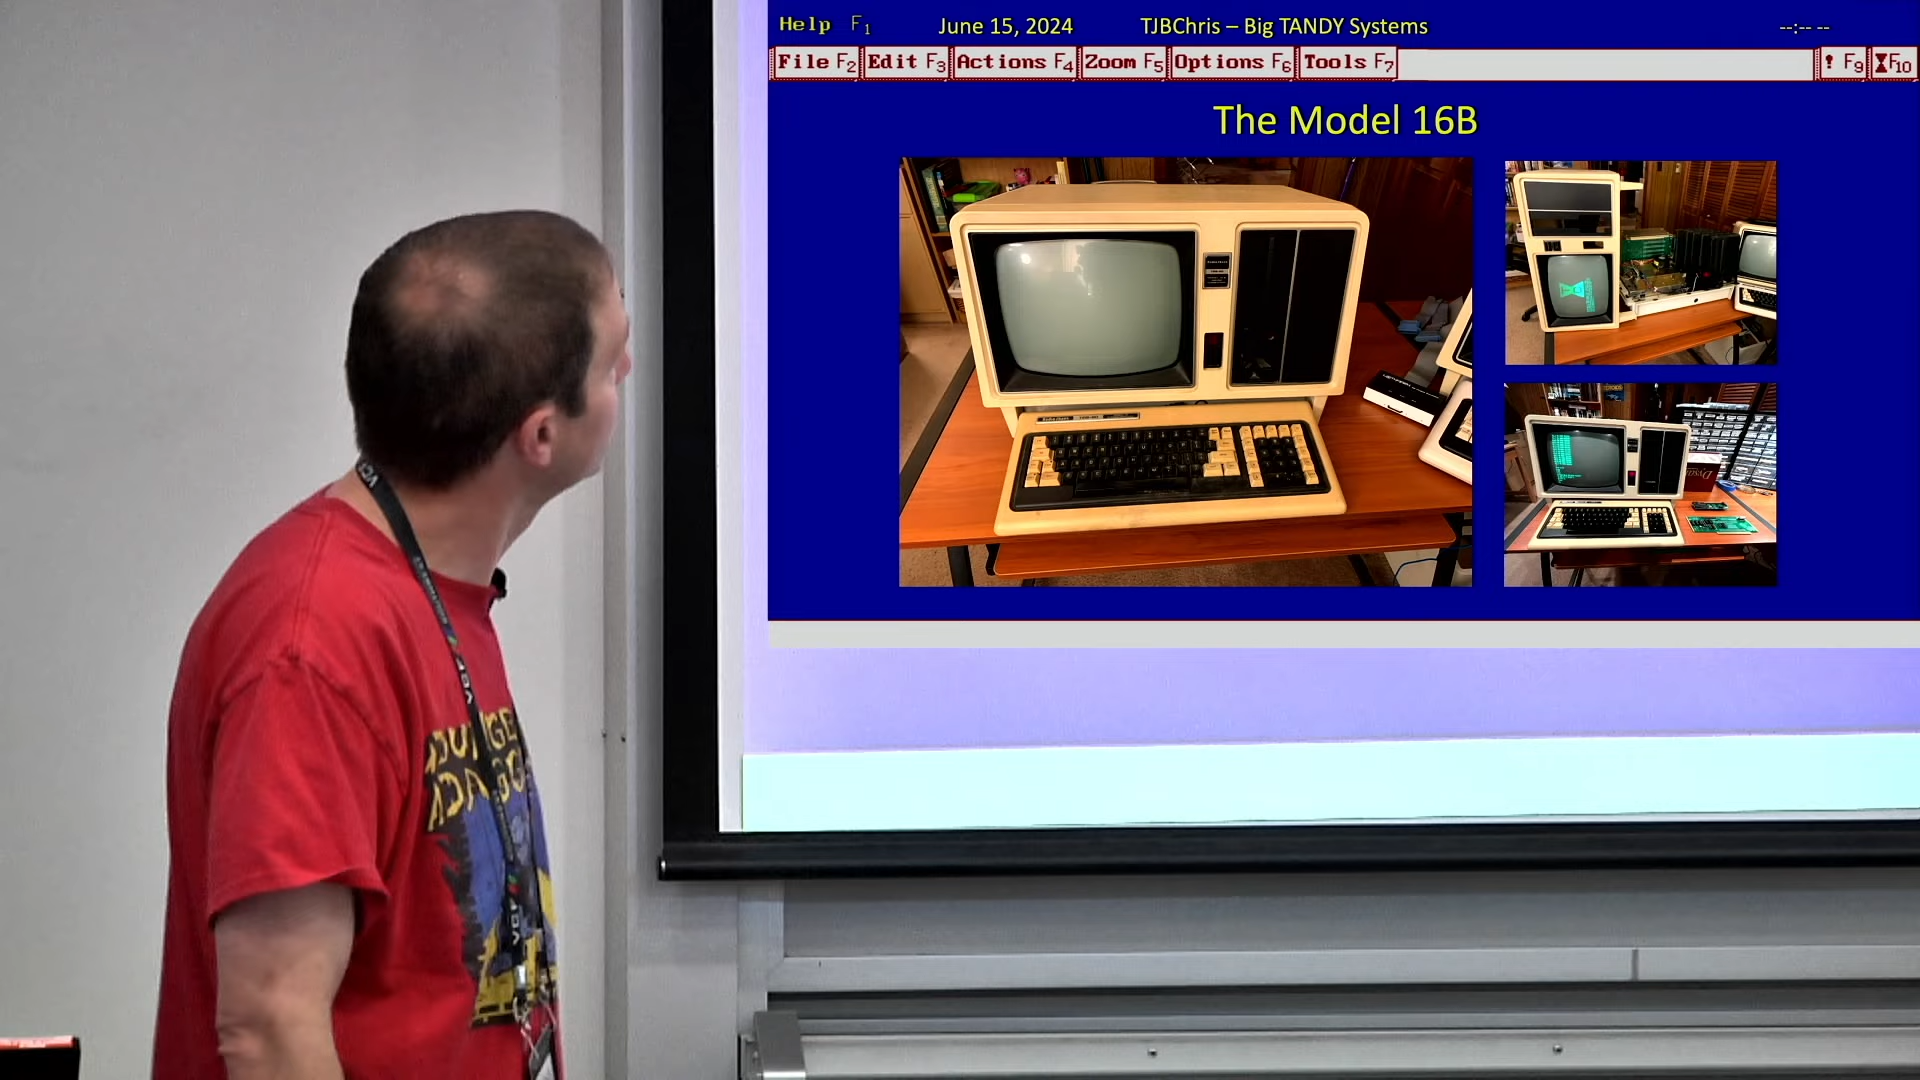 Help F1 June 15, 2024 TJBChris – Big TANDY Systems --:-- --
File F2 Edit F3 Actions F4 Zoom F5 Options F6 Tools F7 ! F9 F10
The Model 16B
VCF